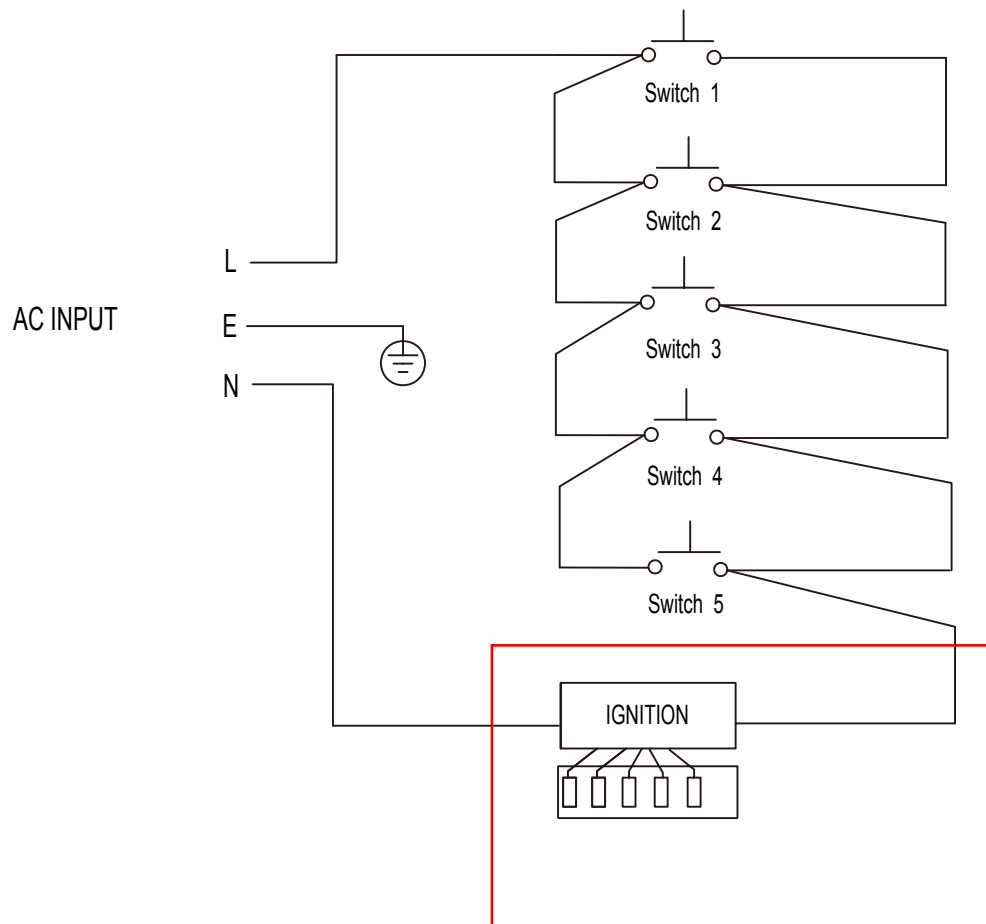 Switch 1
Switch 2
L
AC INPUT
E
Switch 3
N
Switch 4
Switch 5
IGNITION